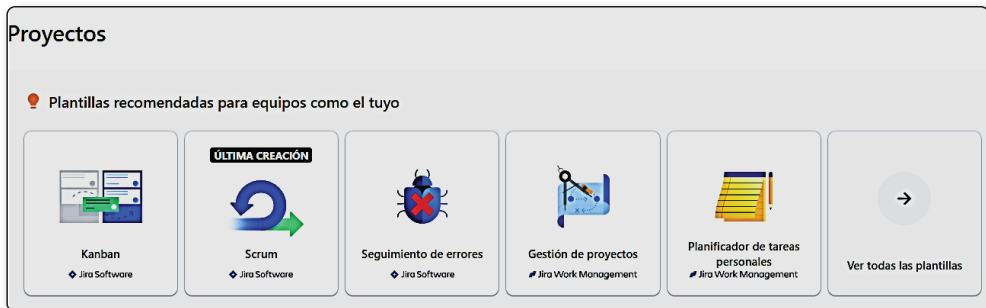 Proyectos
Plantillas recomendadas para equipos como el tuyo
Kanban
Jira Software
ÚLTIMA CREACIÓN
Scrum
Jira Software
Seguimiento de errores
Jira Software
Gestión de proyectos
Jira Work Management
Planificador de tareas
personales
Jira Work Management
Ver todas las plantillas